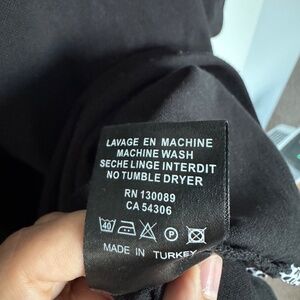 LAVAGE EN MACHINE
MACHINE WASH
SECHE LINGE INTERDIT
NO TUMBLE DRYER
RN 130089
CA 54306
40 P
MADE IN TURKEY